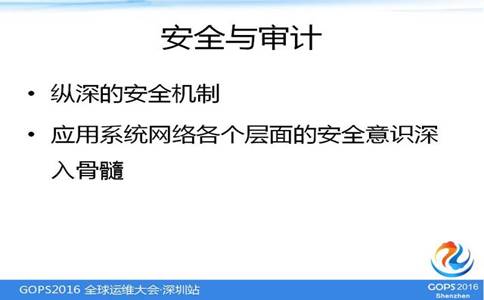 安全与审计
• 纵深的安全机制
• 应用系统网络各个层面的安全意识深
入骨髓
GOPS2016 全球运维大会·深圳站
GOPS2016
Shenzhen